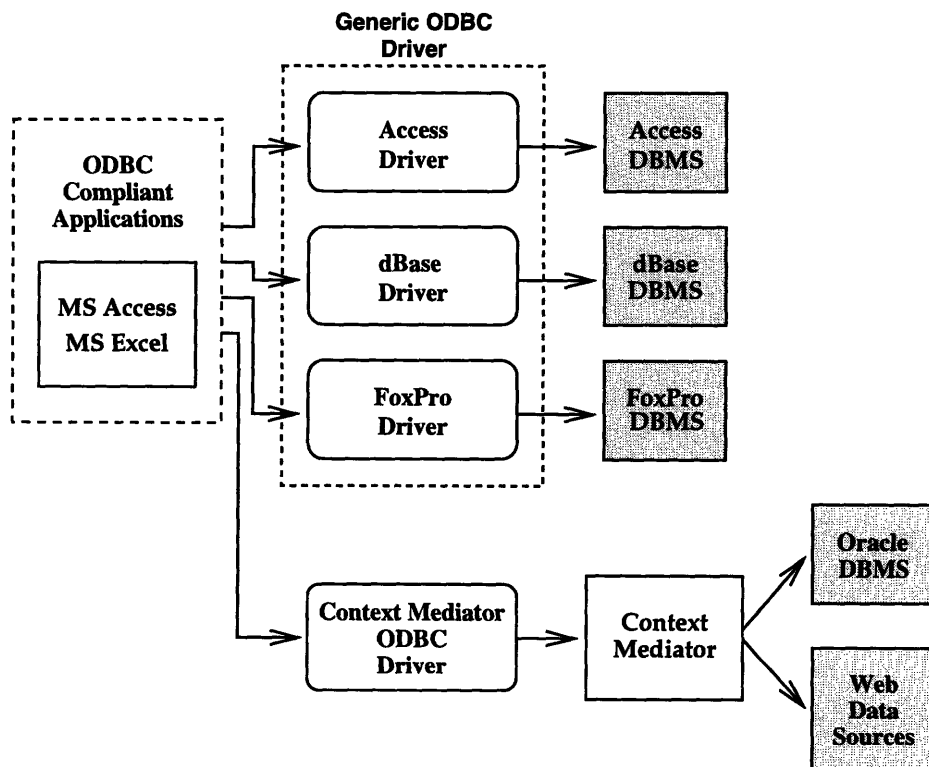 Generic ODBC
Driver
ODBC
Compliant
Applications
MS Access
MS Excel
Access
Driver
dBase
Driver
FoxPro
Driver
Access
DBMS
dBase
DBMS
FoxPro
DBMS
Context Mediator
ODBC
Driver
Context
Mediator
Oracle
DBMS
Web
Data
Sources